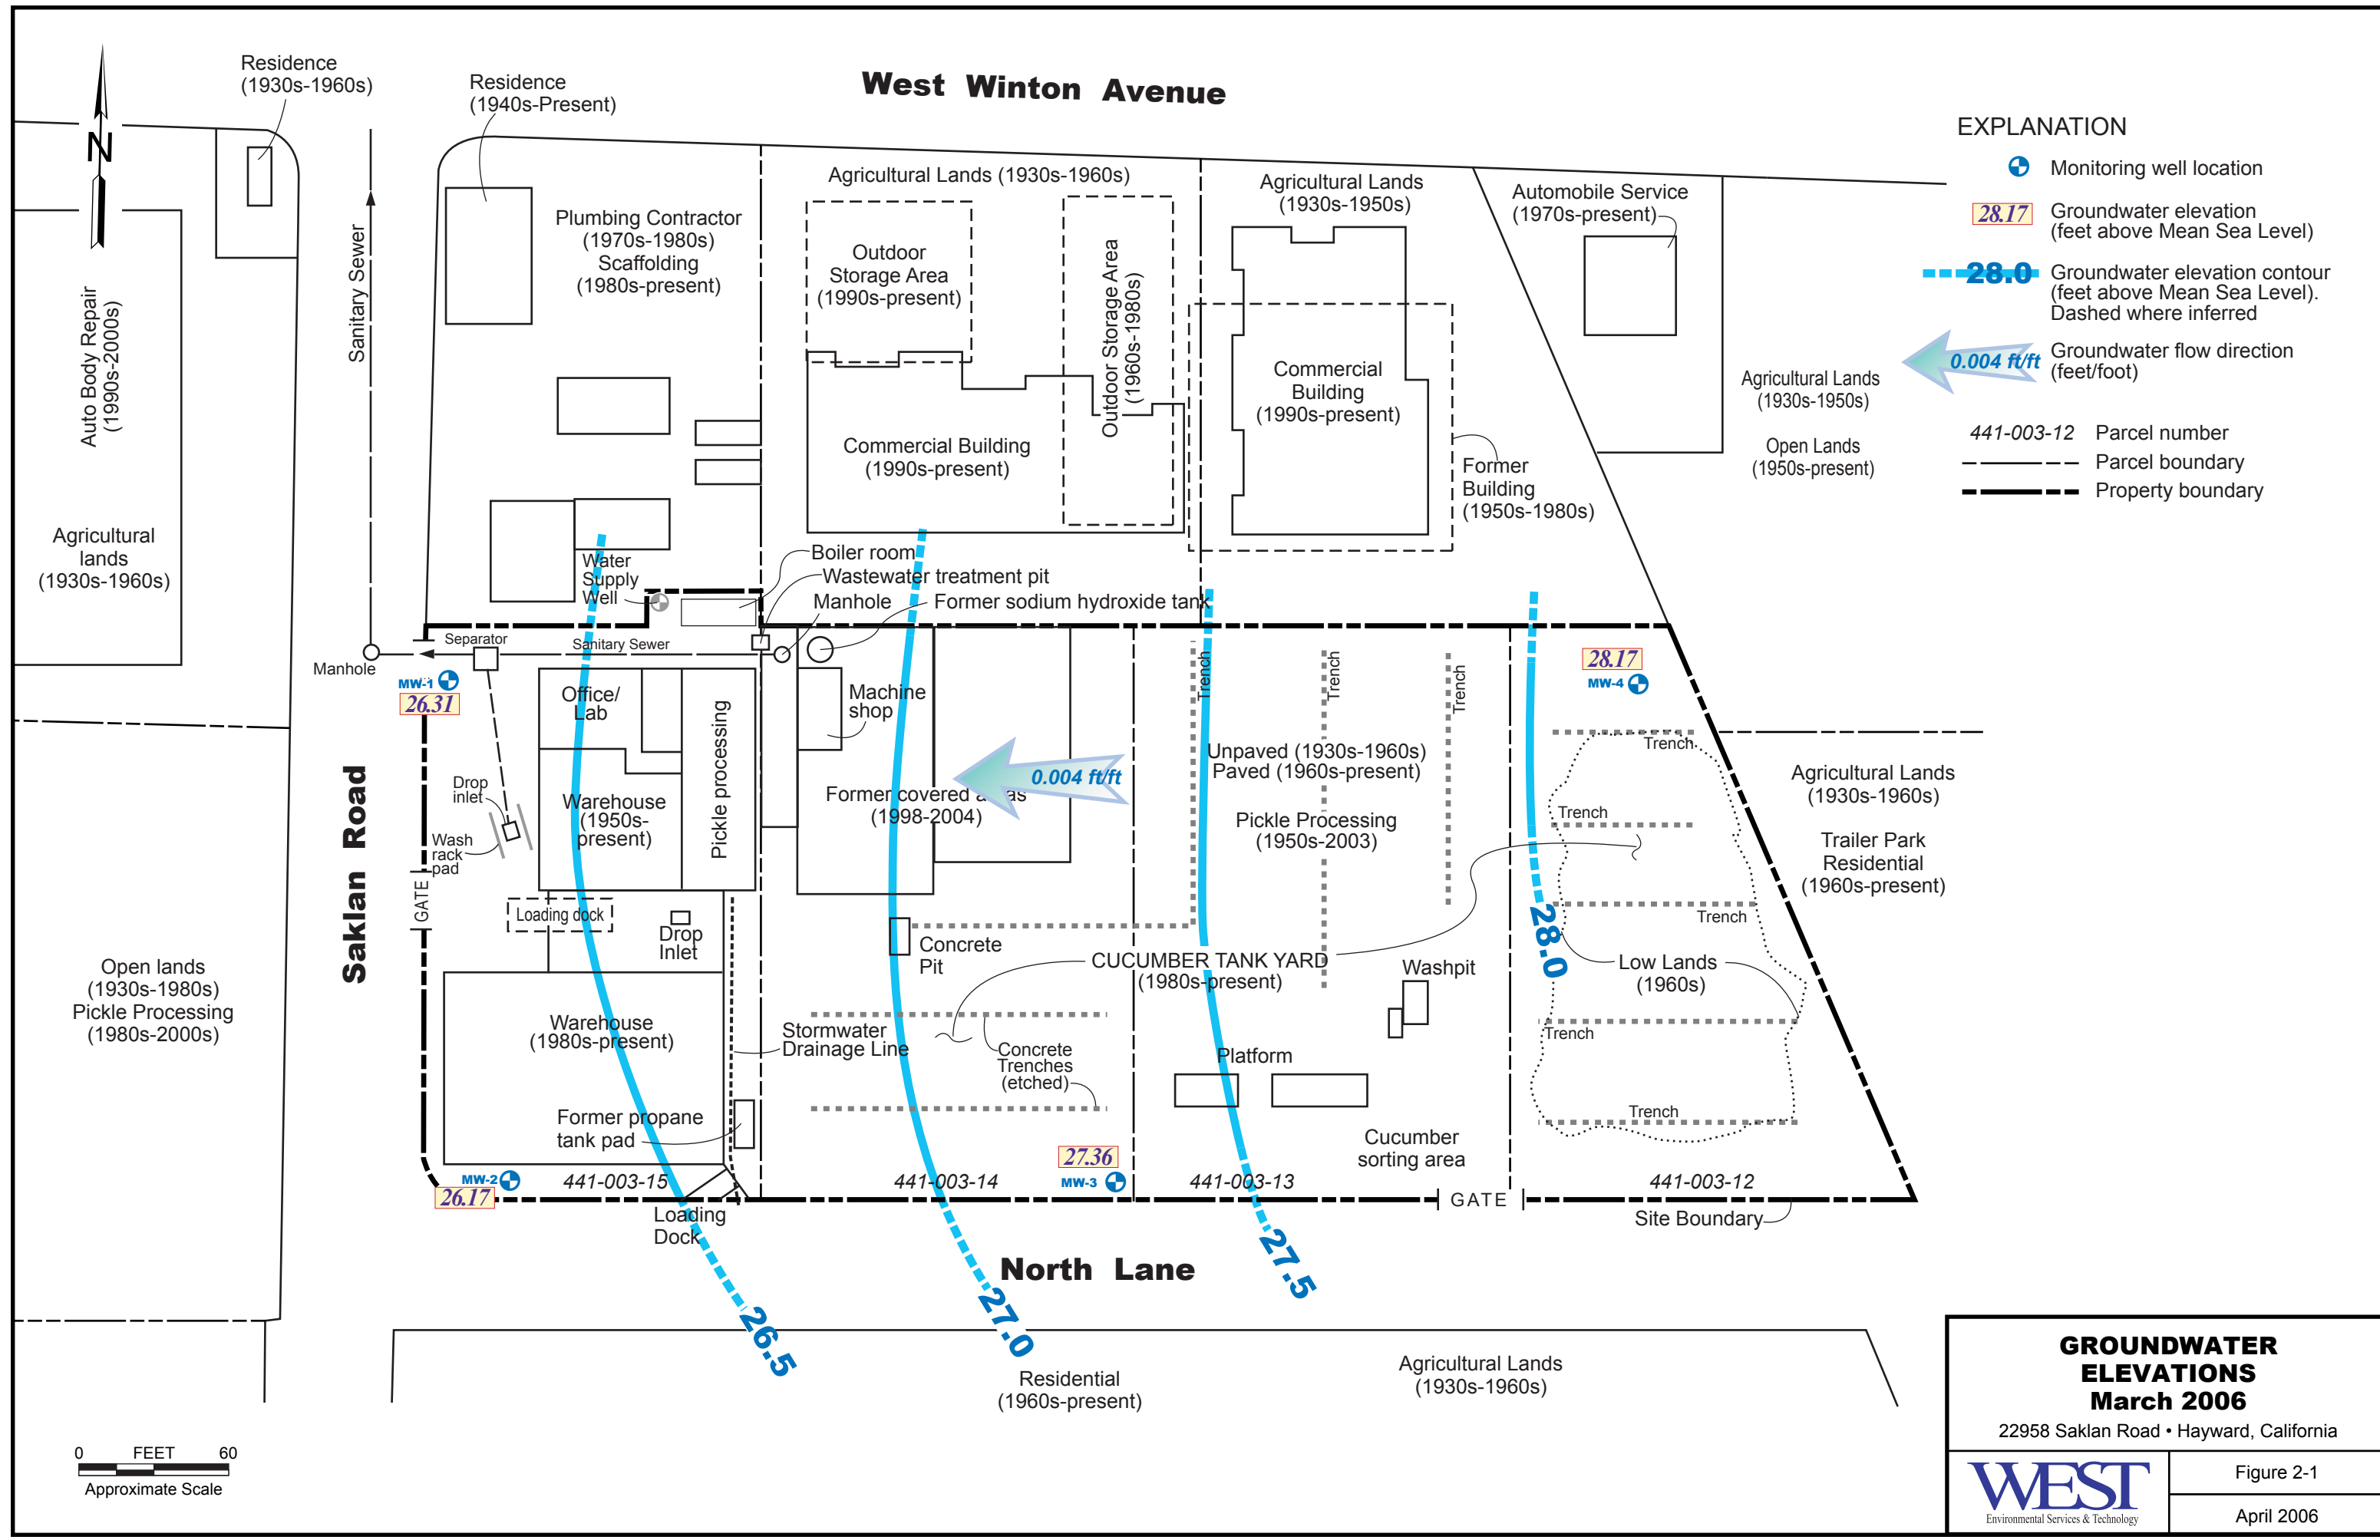 West Winton Avenue
Residence
(1930s-1960s)
Residence
(1940s-Present)
N
Sanitary Sewer
Auto Body Repair
(1990s-2000s)
Agricultural
lands
(1930s-1960s)
Plumbing Contractor
(1970s-1980s)
Scaffolding
(1980s-present)
Agricultural Lands (1930s-1960s)
Outdoor
Storage Area
(1990s-present)
Outdoor Storage Area
(1960s-1980s)
Commercial Building
(1990s-present)
Agricultural Lands
(1930s-1950s)
Commercial
Building
(1990s-present)
Former
Building
(1950s-1980s)
Automobile Service
(1970s-present)
Agricultural Lands
(1930s-1950s)
Open Lands
(1950s-present)
EXPLANATION
Monitoring well location
28.17
Groundwater elevation
(feet above Mean Sea Level)
28.0
Groundwater elevation contour
(feet above Mean Sea Level).
Dashed where inferred
0.004 ft/ft
Groundwater flow direction
(feet/foot)
441-003-12 Parcel number
Parcel boundary
Property boundary
Water
Supply
Well
Boiler room
Wastewater treatment pit
Manhole
Former sodium hydroxide tank
Separator
Sanitary Sewer
Manhole
MW-1
26.31
Office/
Lab
Pickle processing
Machine
shop
Former covered areas
(1998-2004)
0.004 ft/ft
Trench
Trench
Trench
Unpaved (1930s-1960s)
Paved (1960s-present)
Pickle Processing
(1950s-2003)
28.17
MW-4
Trench
Trench
Trench
Trench
Trench
Agricultural Lands
(1930s-1960s)
Trailer Park
Residential
(1960s-present)
Saklan Road
Drop
inlet
Wash
rack
pad
GATE
Warehouse
(1950s-
present)
Loading dock
Drop
Inlet
Concrete
Pit
CUCUMBER TANK YARD
(1980s-present)
Washpit
28.0
Low Lands
(1960s)
Open lands
(1930s-1980s)
Pickle Processing
(1980s-2000s)
Warehouse
(1980s-present)
Stormwater
Drainage Line
Concrete
Trenches
(etched)
Platform
Former propane
tank pad
Cucumber
sorting area
MW-2
26.17
441-003-15
441-003-14
27.36
MW-3
441-003-13
GATE
441-003-12
Site Boundary
Loading
Dock
North Lane
26.5
27.0
27.5
Residential
(1960s-present)
Agricultural Lands
(1930s-1960s)
0 FEET 60
Approximate Scale
GROUNDWATER
ELEVATIONS
March 2006
22958 Saklan Road • Hayward, California
WEST
Environmental Services & Technology
Figure 2-1
April 2006